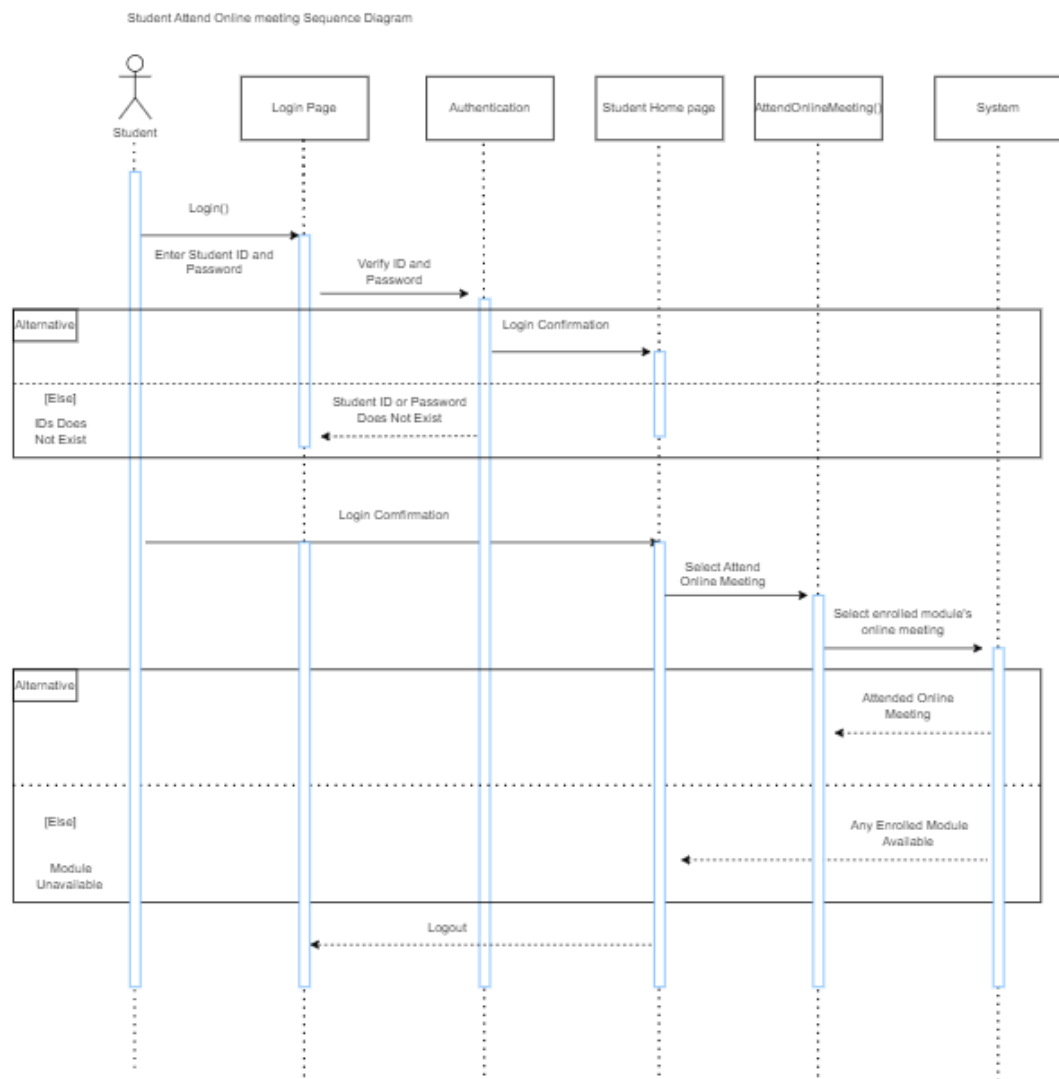 Student Attend Online meeting Sequence Diagram
Student
Login Page
Authentication
Student Home page
AttendOnlineMeeting()
System
Login()
Enter Student ID and
Password
Verify ID and
Password
Alternative
Login Confirmation
[Else]
IDs Does
Not Exist
Student ID or Password
Does Not Exist
Login Comfirmation
Select Attend
Online Meeting
Select enrolled module's
online meeting
Alternative
Attended Online
Meeting
[Else]
Module
Unavailable
Any Enrolled Module
Available
Logout